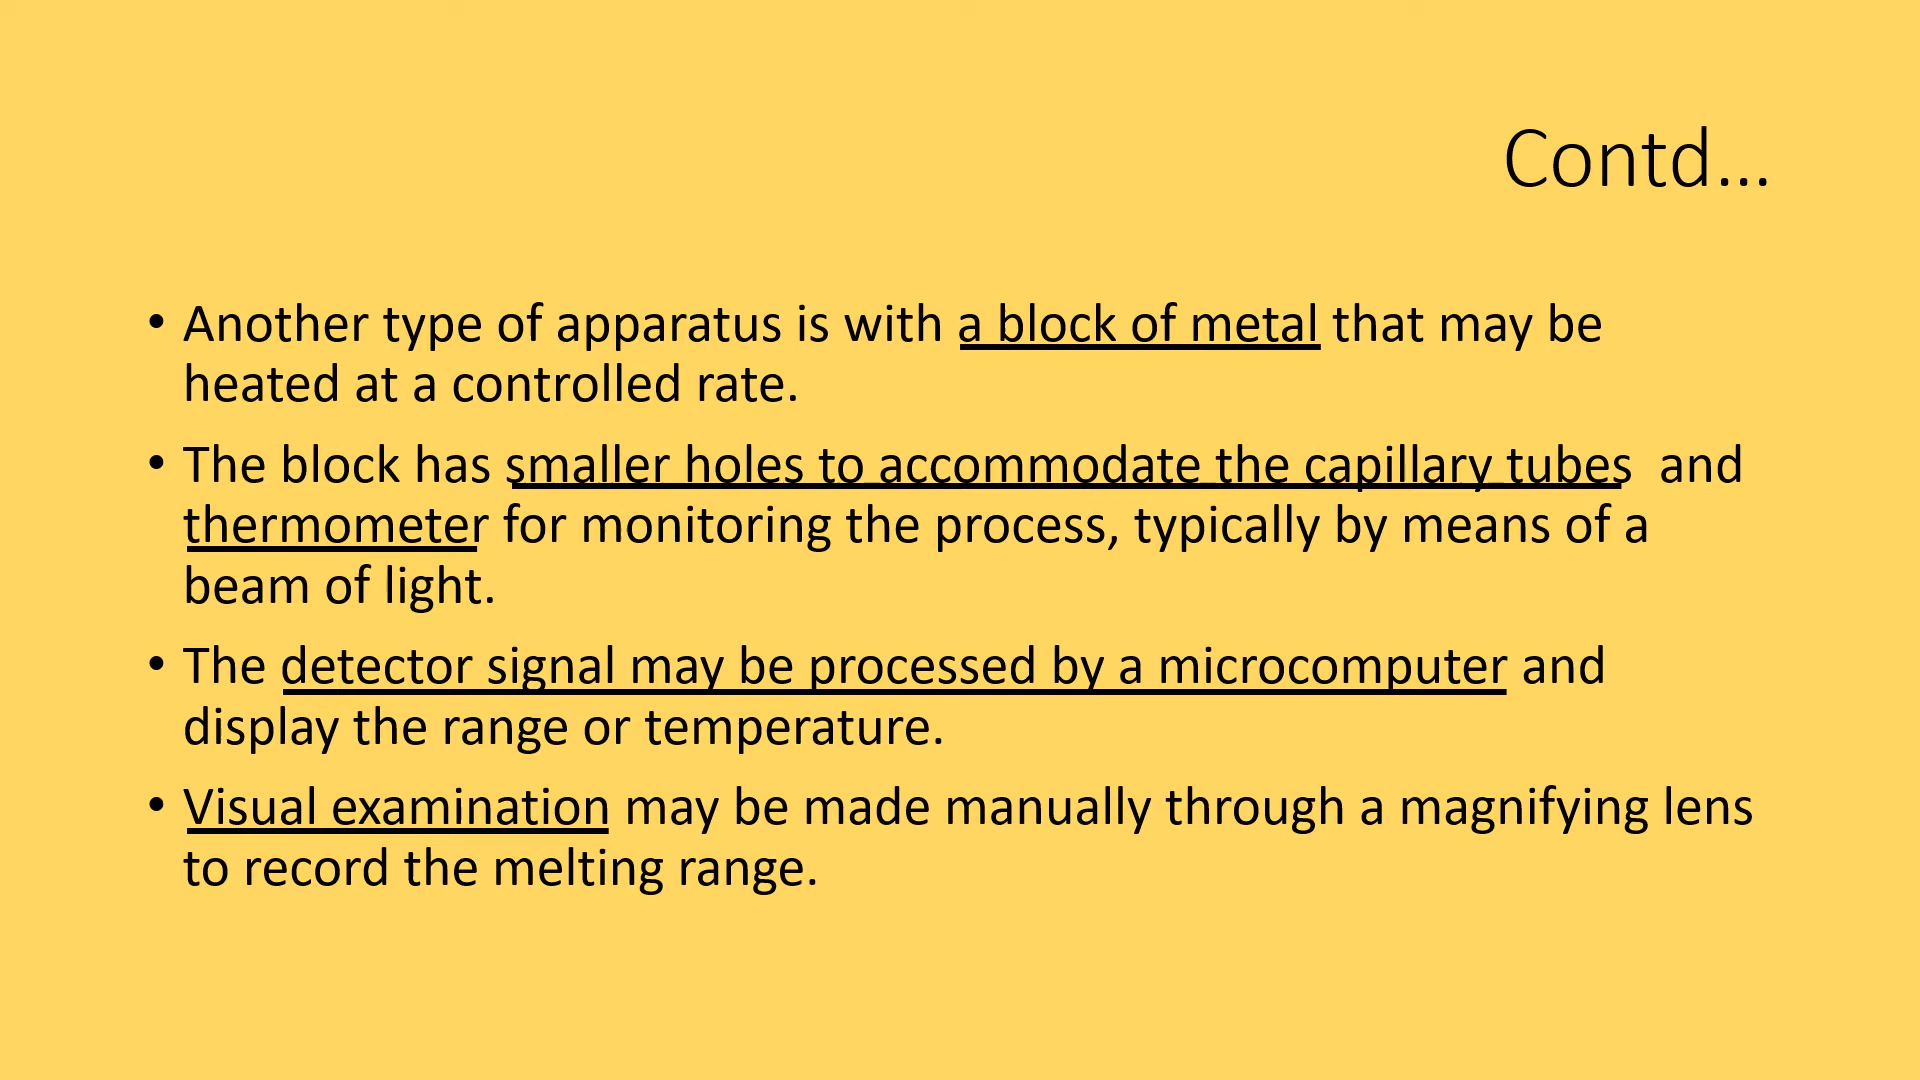 Contd...
• Another type of apparatus is with a block of metal that may be
heated at a controlled rate.
• The block has smaller holes to accommodate the capillary tubes  and
thermometer for monitoring the process, typically by means of a
beam of light.
• The detector signal may be processed by a microcomputer and
display the range or temperature.
• Visual examination may be made manually through a magnifying lens
to record the melting range.